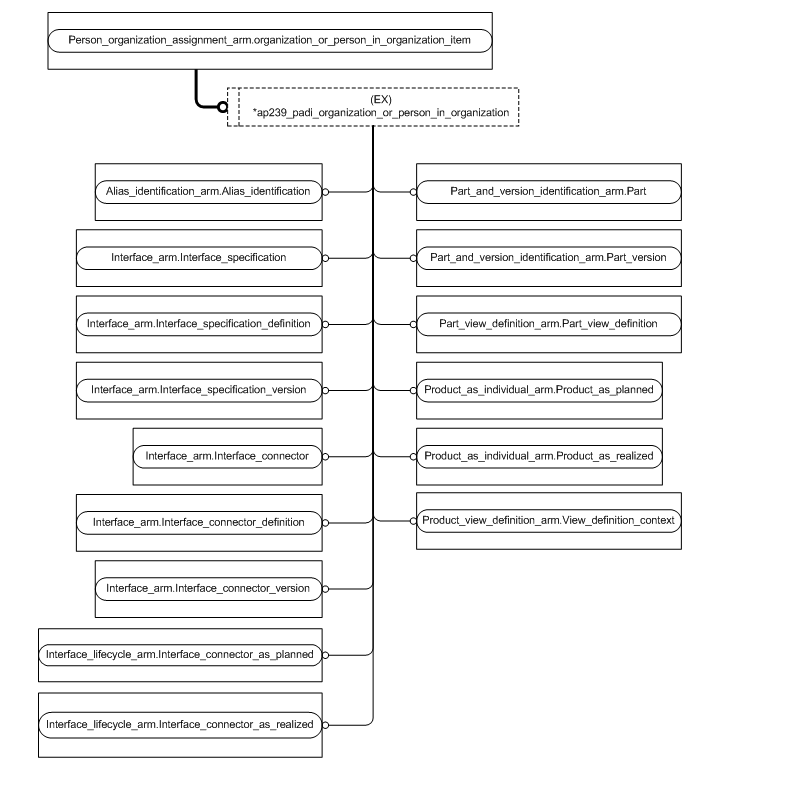 Person_organization_assignment_arm.organization_or_person_in_organization_item
(EX)
*ap239_padi_organization_or_person_in_organization
Alias_identification_arm.Alias_identification
Part_and_version_identification_arm.Part
Interface_arm.Interface_specification
Part_and_version_identification_arm.Part_version
Interface_arm.Interface_specification_definition
Part_view_definition_arm.Part_view_definition
Interface_arm.Interface_specification_version
Product_as_individual_arm.Product_as_planned
Interface_arm.Interface_connector
Product_as_individual_arm.Product_as_realized
Interface_arm.Interface_connector_definition
Product_view_definition_arm.View_definition_context
Interface_arm.Interface_connector_version
Interface_lifecycle_arm.Interface_connector_as_planned
Interface_lifecycle_arm.Interface_connector_as_realized